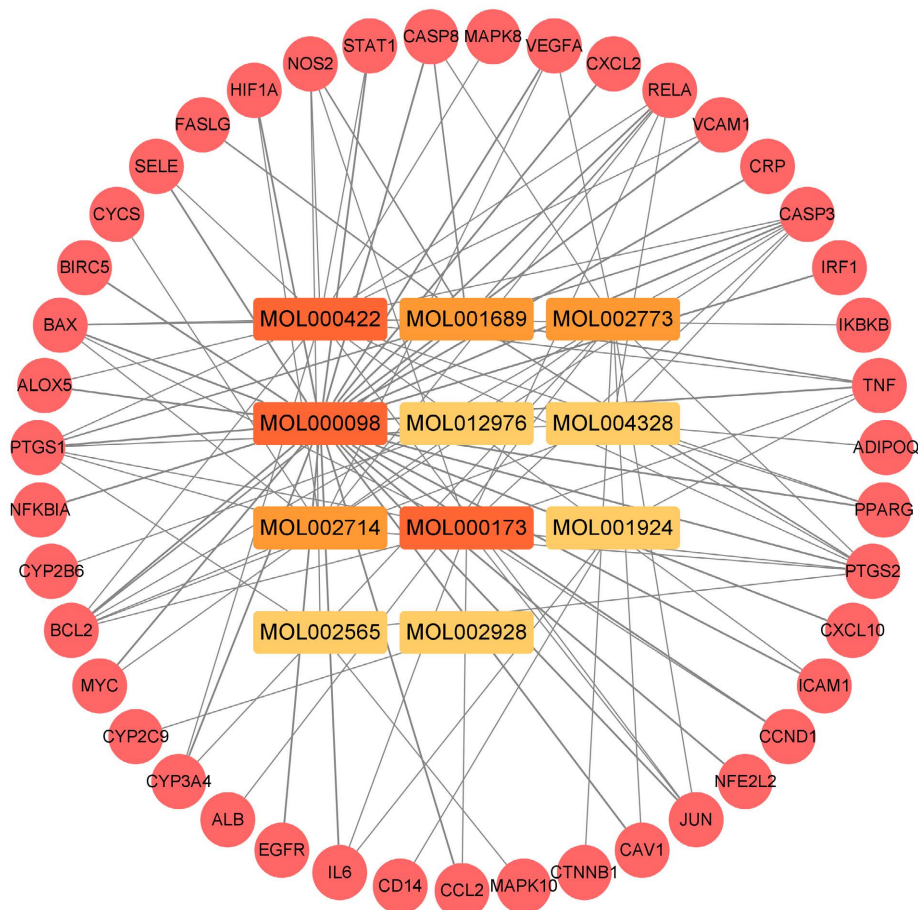 STAT1
CASP8
MAPK8
VEGFA
CXCL2
NOS2
RELA
HIF1A
VCAM1
FASLG
CRP
SELE
CASP3
CYCS
IRF1
BIRC5
IKBKB
BAX
MOL000422
MOL001689
MOL002773
ALOX5
TNF
PTGS1
MOL000098
MOL012976
MOL004328
ADIPOQ
NFKBIA
PPARG
CYP2B6
MOL002714
MOL000173
MOL001924
PTGS2
BCL2
MOL002565
MOL002928
CXCL10
MYC
ICAM1
CYP2C9
CCND1
CYP3A4
NFE2L2
ALB
JUN
EGFR
CAV1
IL6
CTNNB1
CD14
CCL2
MAPK10